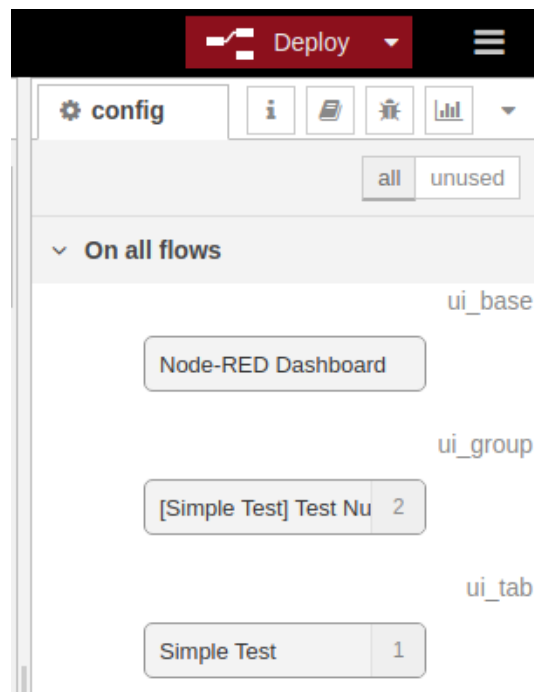 Deploy
config
i
all unused
On all flows
ui_base
Node-RED Dashboard
ui_group
[Simple Test] Test Nu 2
ui_tab
Simple Test 1